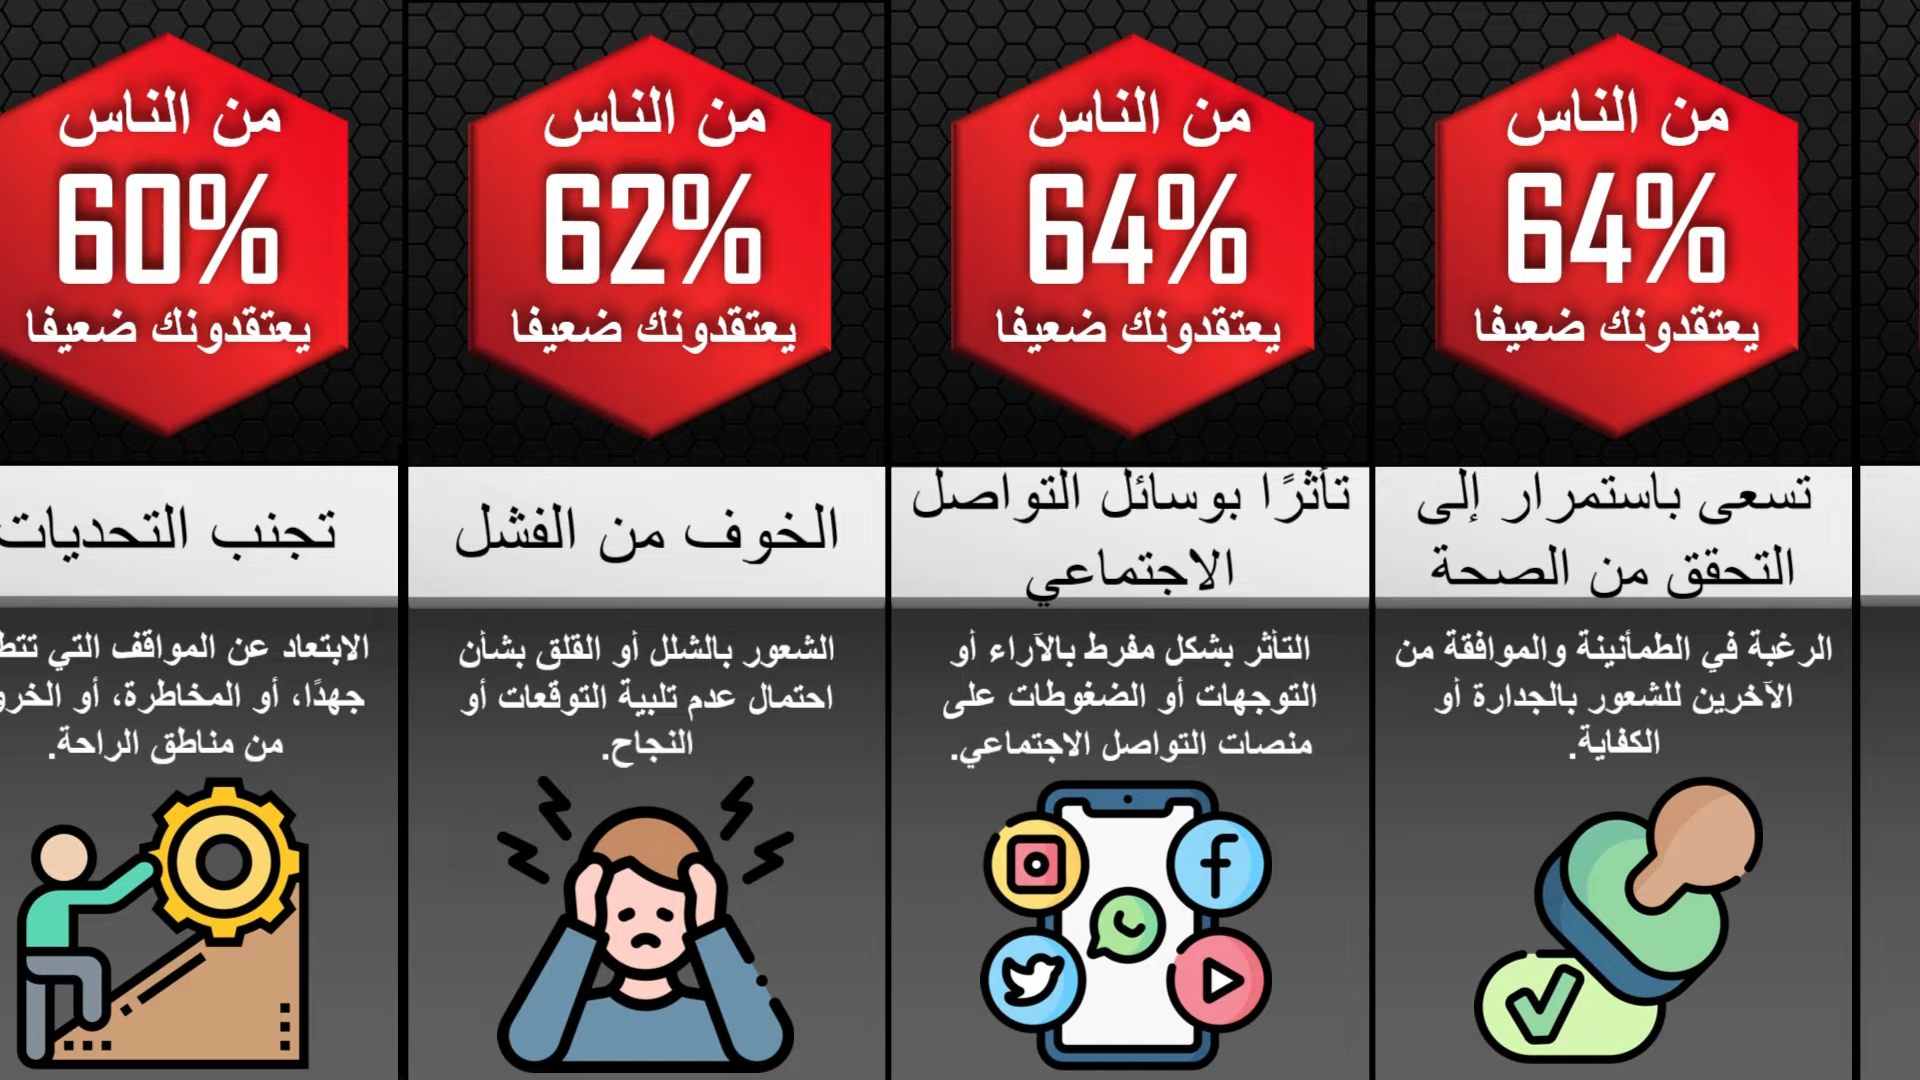 من الناس
60%
يعتقدونك ضعيفا
تجنب التحديات
الابتعاد عن المواقف التي
جهدًا، أو المخاطرة، أو
من مناطق الراحة.
من الناس
62%
يعتقدونك ضعيفا
الخوف من الفشل
الشعور بالشلل أو القلق بشأن
احتمال عدم تلبية التوقعات أو
النجاح.
من الناس
64%
يعتقدونك ضعيفا
تأثرًا بوسائل التواصل
الاجتماعي
التأثر بشكل مفرط بالآراء أو
التوجهات أو الضغوطات على
منصات التواصل الاجتماعي.
من الناس
64%
يعتقدونك ضعيفا
تسعى باستمرار إلى
التحقق من الصحة
الرغبة في الطمأنينة والموافقة من
الآخرين للشعور بالجدارة أو
الكفاية.